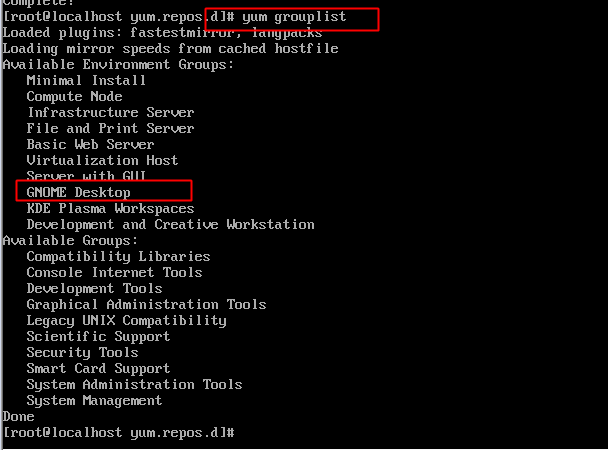 Complete!
[root@localhost yum.repos.d]# yum grouplist
Loaded plugins: fastestmirror, langpacks
Loading mirror speeds from cached hostfile
Available Environment Groups:
   Minimal Install
   Compute Node
   Infrastructure Server
   File and Print Server
   Basic Web Server
   Virtualization Host
   Server with GUI
   GNOME Desktop
   KDE Plasma Workspaces
   Development and Creative Workstation
Available Groups:
   Compatibility Libraries
   Console Internet Tools
   Development Tools
   Graphical Administration Tools
   Legacy UNIX Compatibility
   Scientific Support
   Security Tools
   Smart Card Support
   System Administration Tools
   System Management
Done
[root@localhost yum.repos.d]#